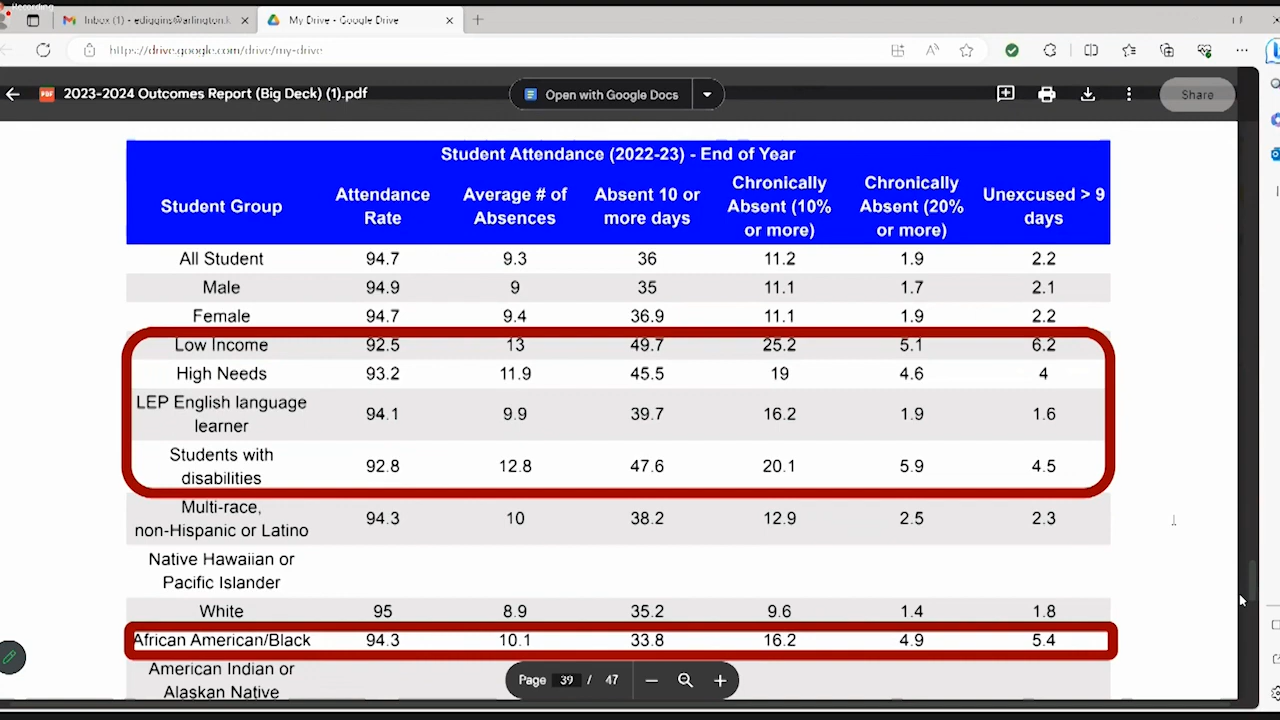 Recording
Inbox (1) - ediggins@arlington.k
My Drive - Google Drive
https://drive.google.com/drive/my-drive
2023-2024 Outcomes Report (Big Deck) (1).pdf
Open with Google Docs
Share
Student Attendance (2022-23) - End of Year
Student Group Attendance Rate Average # of Absences Absent 10 or more days Chronically Absent (10% or more) Chronically Absent (20% or more) Unexcused > 9 days
All Student 94.7 9.3 36 11.2 1.9 2.2
Male 94.9 9 35 11.1 1.7 2.1
Female 94.7 9.4 36.9 11.1 1.9 2.2
Low Income 92.5 13 49.7 25.2 5.1 6.2
High Needs 93.2 11.9 45.5 19 4.6 4
LEP English language learner 94.1 9.9 39.7 16.2 1.9 1.6
Students with disabilities 92.8 12.8 47.6 20.1 5.9 4.5
Multi-race, non-Hispanic or Latino 94.3 10 38.2 12.9 2.5 2.3
Native Hawaiian or Pacific Islander
White 95 8.9 35.2 9.6 1.4 1.8
African American/Black 94.3 10.1 33.8 16.2 4.9 5.4
American Indian or Alaskan Native
Page 39 / 47